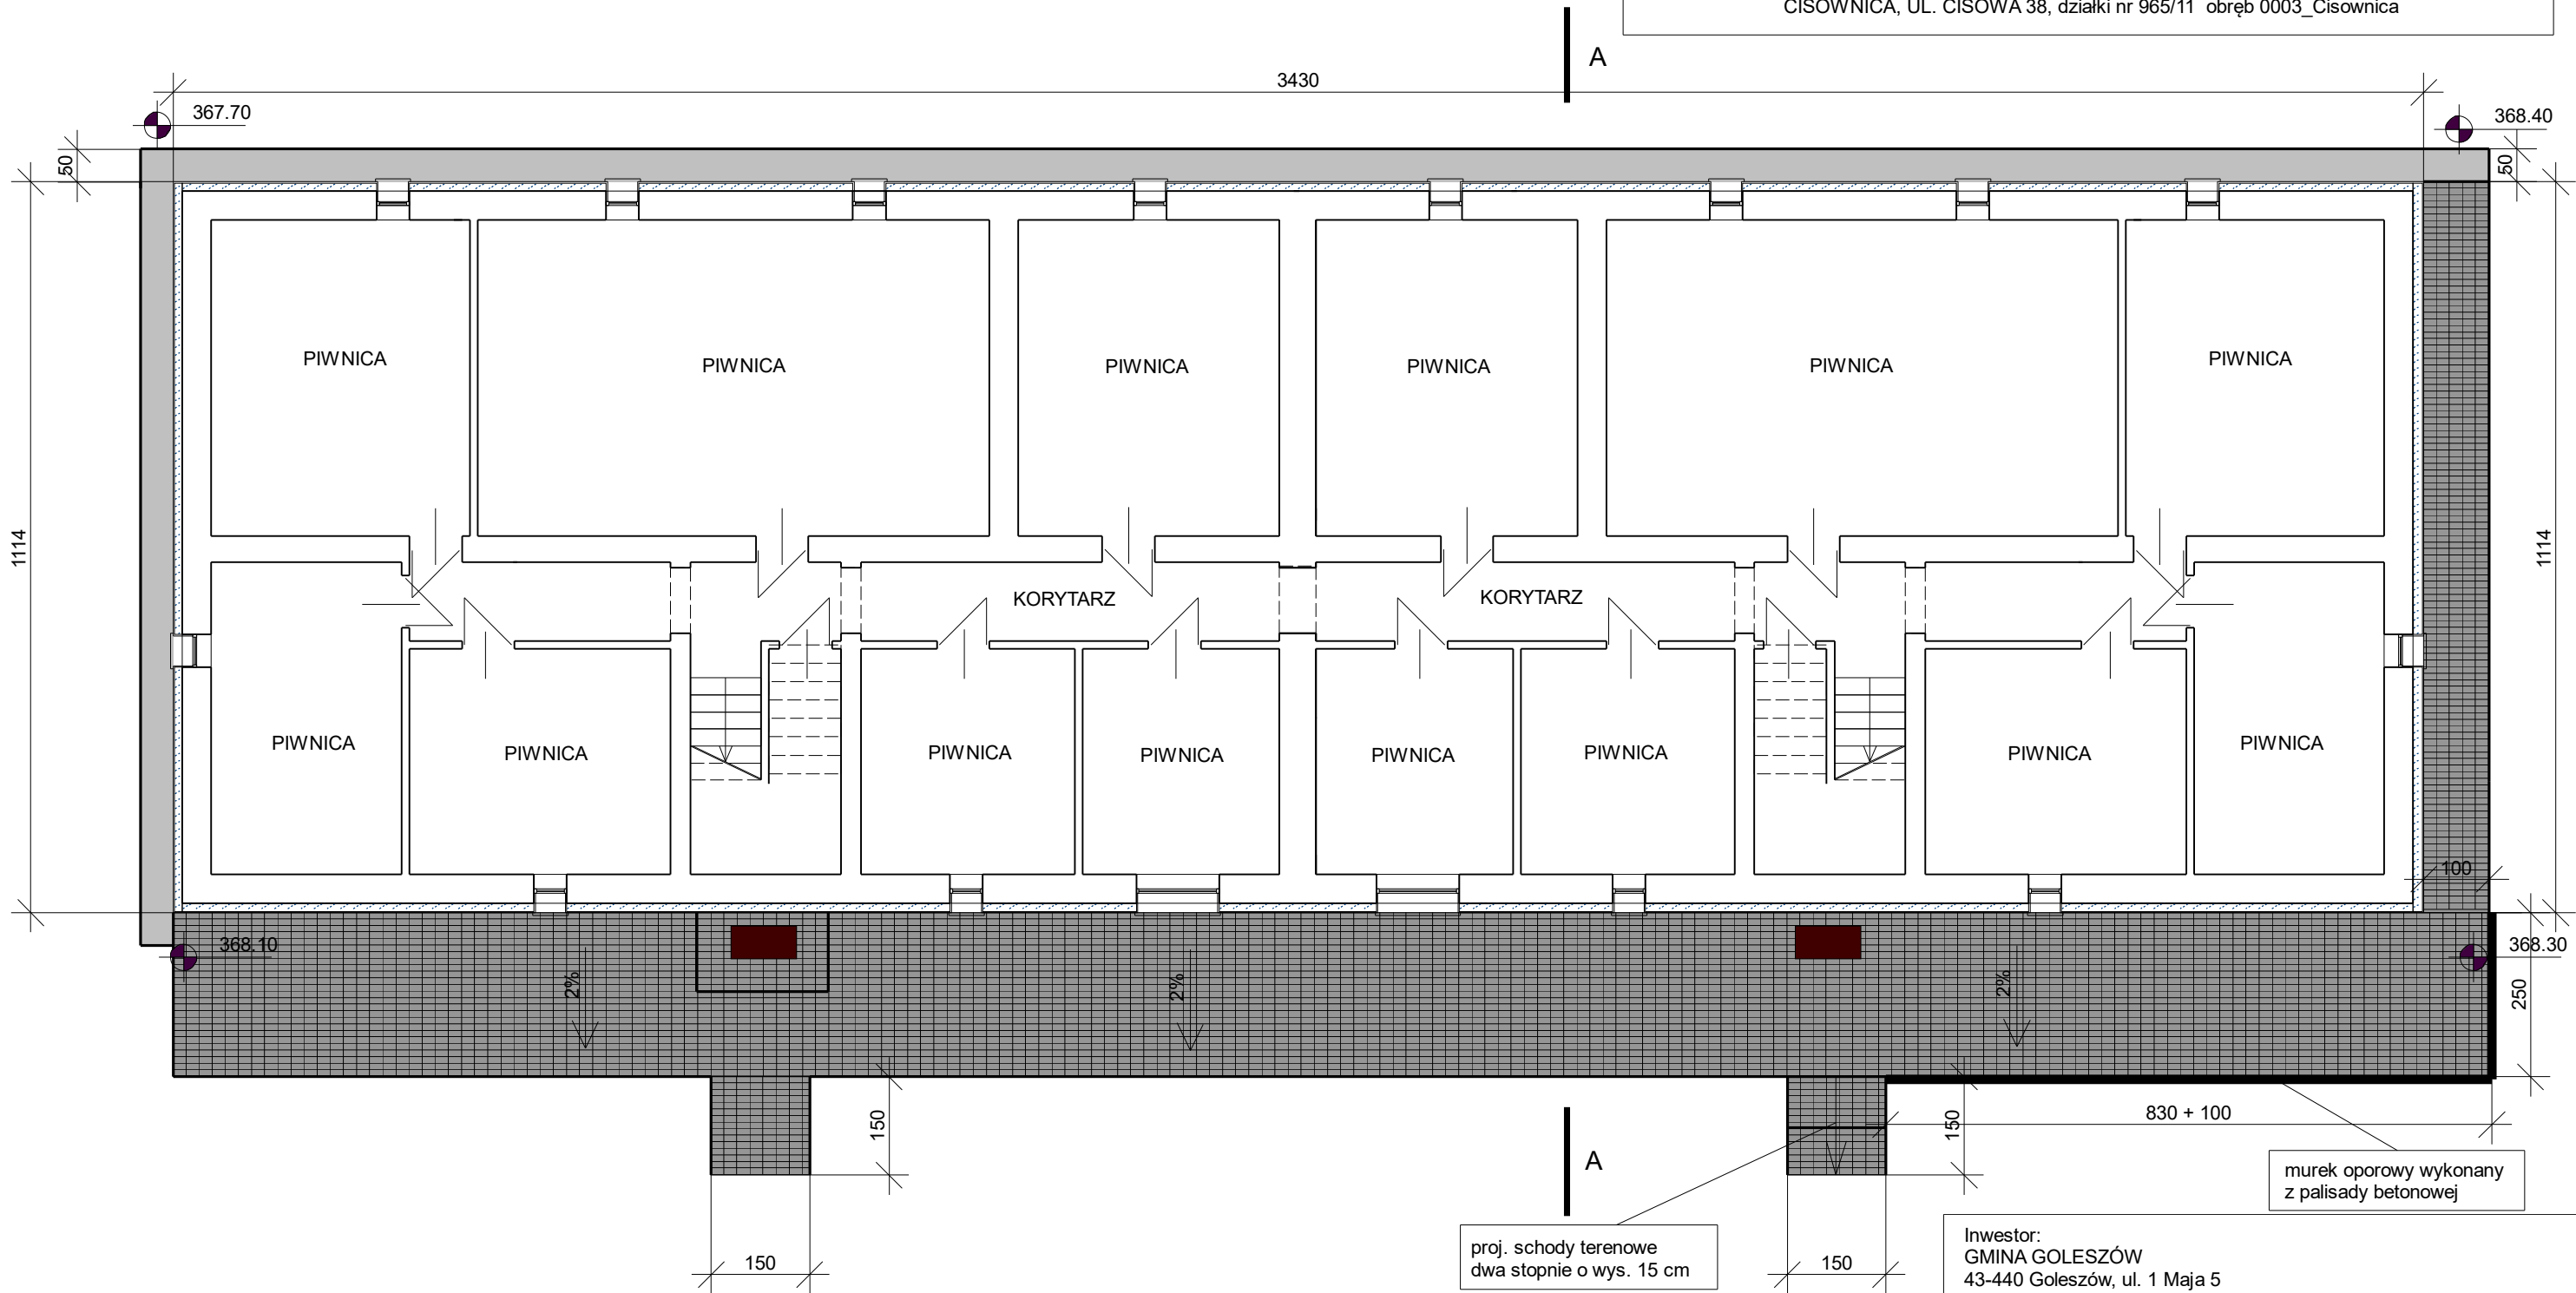 CISOWNICA, UL. CISOWA 38, działki nr 965/11 obręb 0003_Cisownica
A
3430
367.70
368.40
50
50
1114
1114
PIWNICA
PIWNICA
PIWNICA
PIWNICA
PIWNICA
PIWNICA
KORYTARZ
KORYTARZ
PIWNICA
PIWNICA
PIWNICA
PIWNICA
PIWNICA
PIWNICA
PIWNICA
PIWNICA
100
368.10
368.30
2%
2%
2%
250
150
150
830 + 100
A
murek oporowy wykonany
z palisady betonowej
proj. schody terenowe
dwa stopnie o wys. 15 cm
150
150
Inwestor:
GMINA GOLESZÓW
43-440 Goleszów, ul. 1 Maja 5